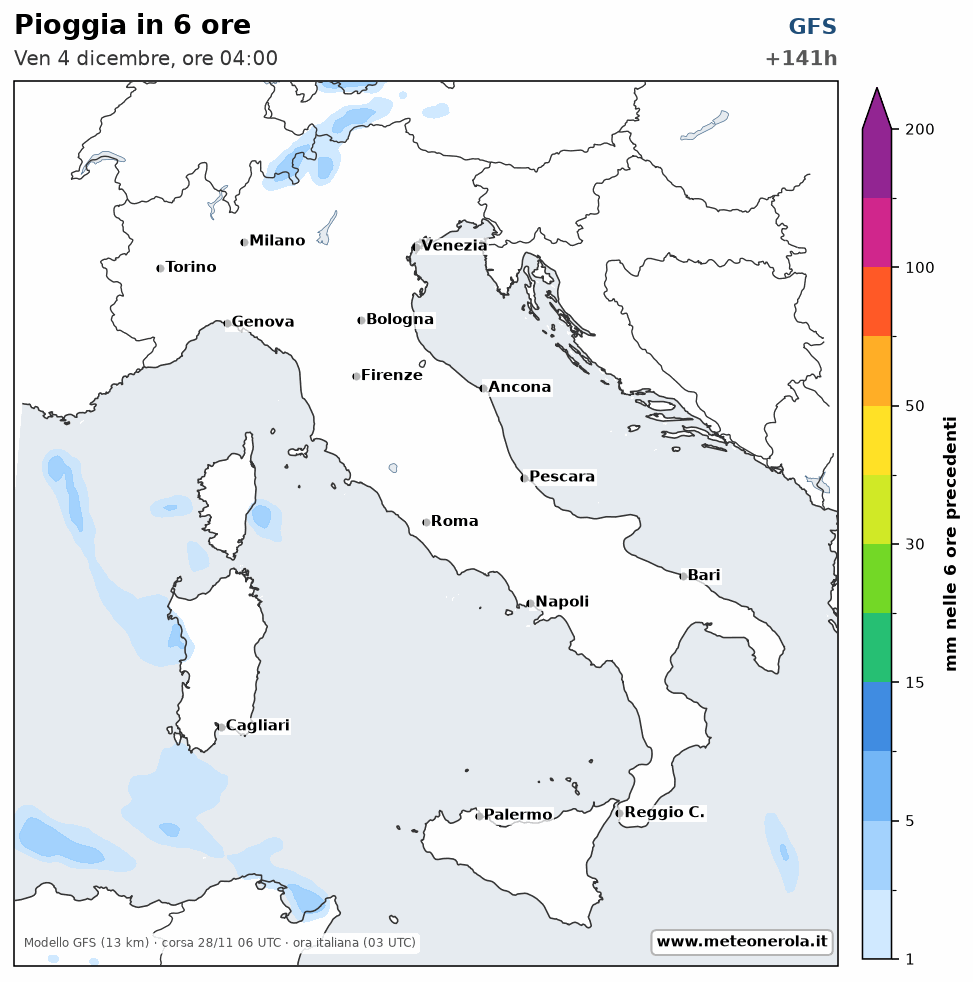 Pioggia in 6 ore
GFS
Ven 4 dicembre, ore 04:00
+141h
200
100
50
30
15
5
1
mm nelle 6 ore precedenti
Milano
Venezia
Torino
Genova
Bologna
Firenze
Ancona
Pescara
Roma
Bari
Napoli
Cagliari
Palermo
Reggio C.
Modello GFS (13 km) · corsa 28/11 06 UTC · ora italiana (03 UTC)
www.meteonerola.it